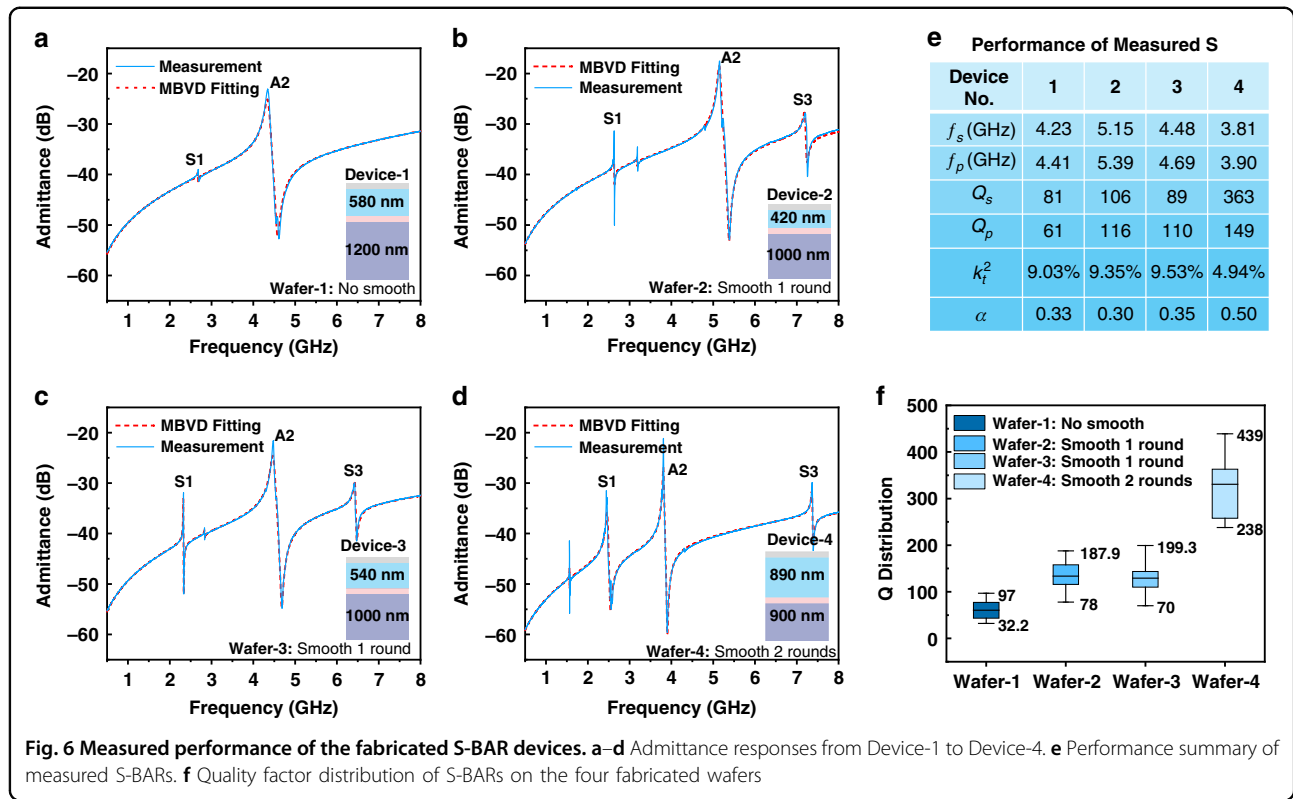 a
Measurement
MBVD Fitting
A2
S1
Device-1
580 nm
1200 nm
Wafer-1: No smooth
Admittance (dB)
−20
−30
−40
−50
−60
1 2 3 4 5 6 7 8
Frequency (GHz)
b
MBVD Fitting
Measurement
A2
S1
S3
Device-2
420 nm
1000 nm
Wafer-2: Smooth 1 round
Admittance (dB)
−20
−30
−40
−50
−60
1 2 3 4 5 6 7 8
Frequency (GHz)
e
Performance of Measured S
Device No. 1 2 3 4
fs (GHz) 4.23 5.15 4.48 3.81
fp (GHz) 4.41 5.39 4.69 3.90
Qs 81 106 89 363
Qp 61 116 110 149
kt² 9.03% 9.35% 9.53% 4.94%
α 0.33 0.30 0.35 0.50
c
MBVD Fitting
Measurement
A2
S1
S3
Device-3
540 nm
1000 nm
Wafer-3: Smooth 1 round
Admittance (dB)
−20
−30
−40
−50
−60
1 2 3 4 5 6 7 8
Frequency (GHz)
d
MBVD Fitting
Measurement
S1
A2
S3
Device-4
890 nm
900 nm
Wafer-4: Smooth 2 rounds
Admittance (dB)
−20
−30
−40
−50
−60
1 2 3 4 5 6 7 8
Frequency (GHz)
f
Wafer-1: No smooth
Wafer-2: Smooth 1 round
Wafer-3: Smooth 1 round
Wafer-4: Smooth 2 rounds
439
238
187.9
78
199.3
70
97
32.2
Q Distribution
500
400
300
200
100
0
Wafer-1 Wafer-2 Wafer-3 Wafer-4
Fig. 6 Measured performance of the fabricated S-BAR devices. a–d Admittance responses from Device-1 to Device-4. e Performance summary of
measured S-BARs. f Quality factor distribution of S-BARs on the four fabricated wafers